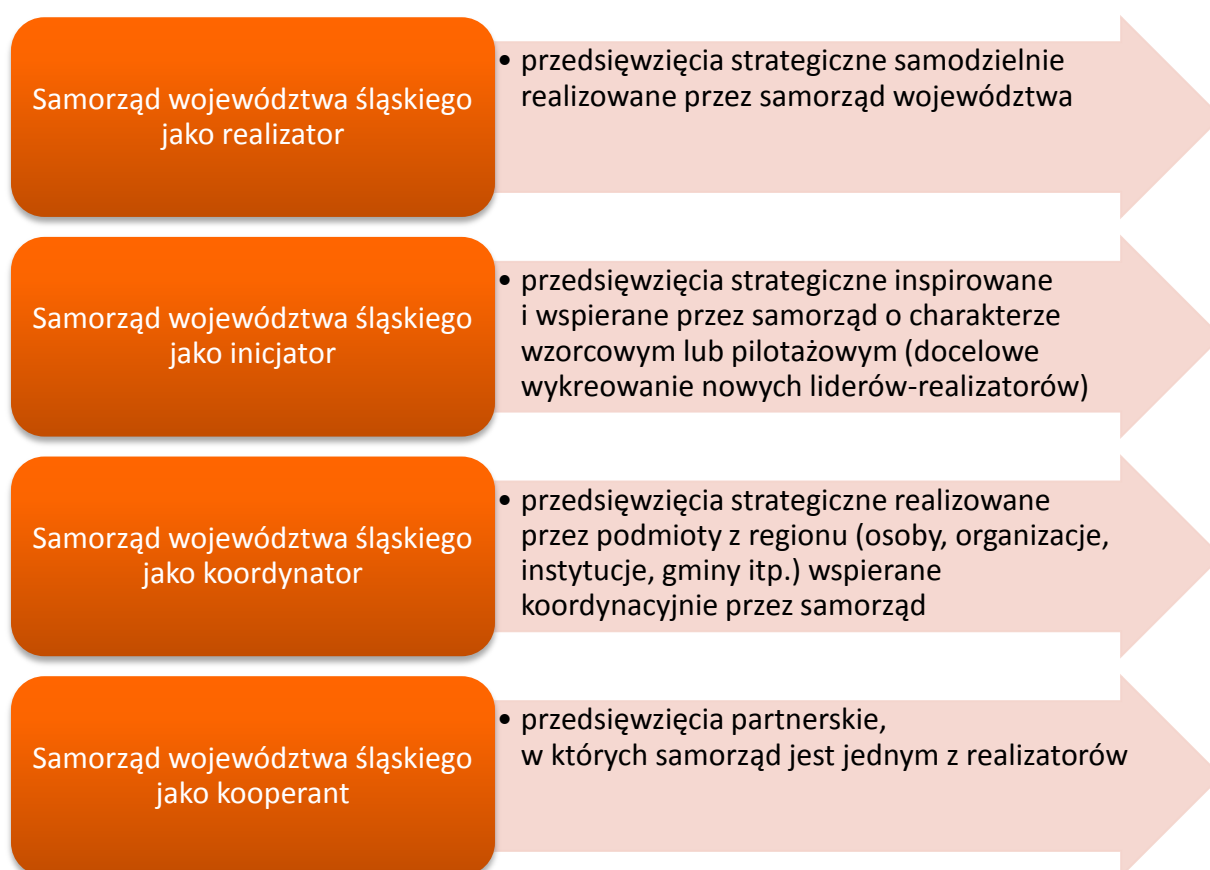 Samorząd województwa śląskiego
jako realizator
• przedsięwzięcia strategiczne samodzielnie
realizowane przez samorząd województwa
Samorząd województwa śląskiego
jako inicjator
• przedsięwzięcia strategiczne inspirowane
i wspierane przez samorząd o charakterze
wzorcowym lub pilotażowym (docelowe
wykreowanie nowych liderów-realizatorów)
Samorząd województwa śląskiego
jako koordynator
• przedsięwzięcia strategiczne realizowane
przez podmioty z regionu (osoby, organizacje,
instytucje, gminy itp.) wspierane
koordynacyjnie przez samorząd
Samorząd województwa śląskiego
jako kooperant
• przedsięwzięcia partnerskie,
w których samorząd jest jednym z realizatorów